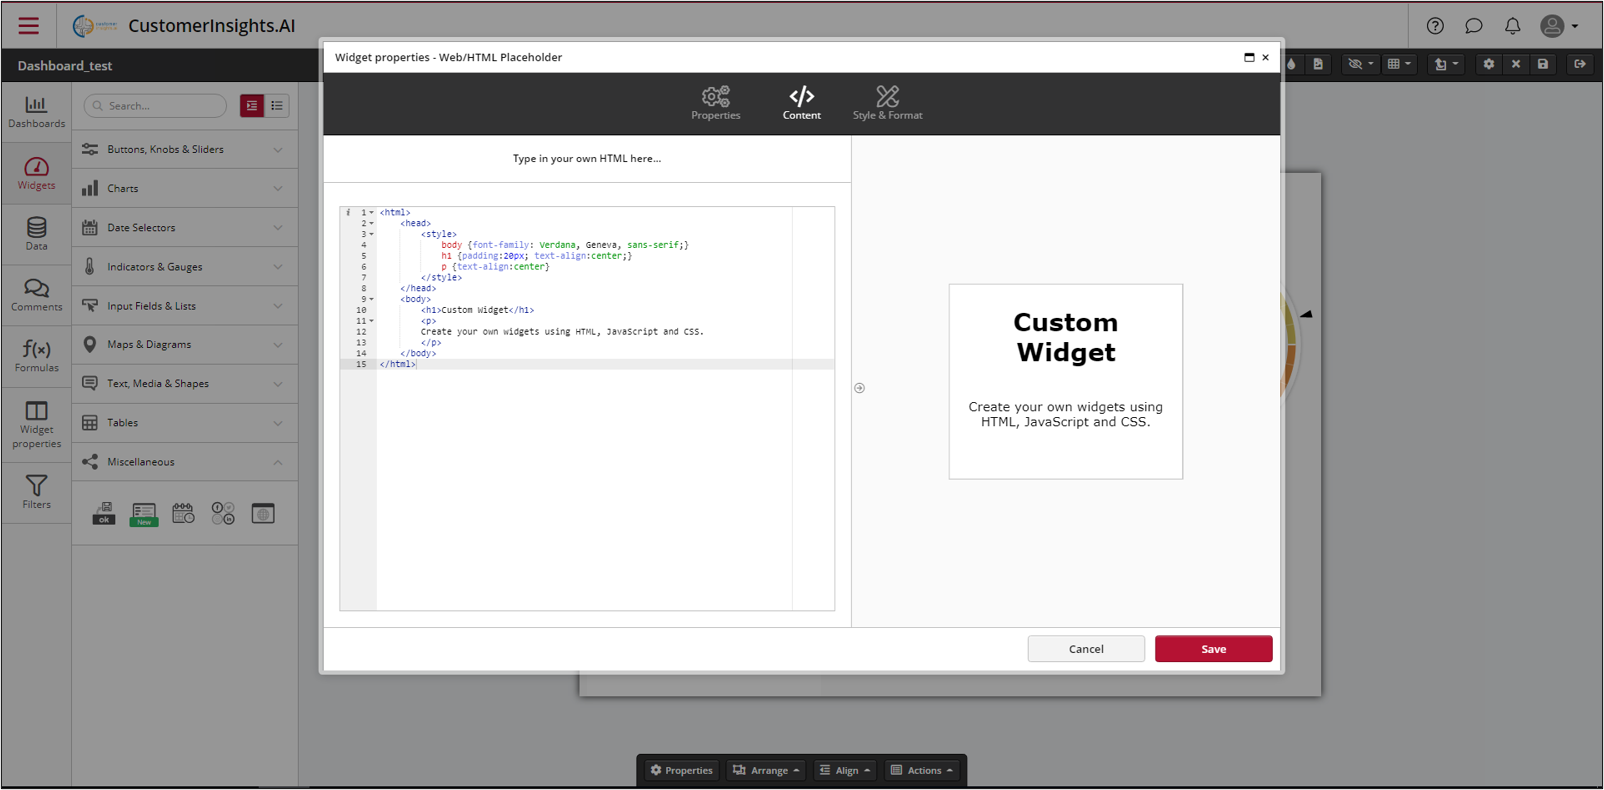 CustomerInsights.AI
Dashboard_test
Widget properties - Web/HTML Placeholder
Properties
Content
Style & Format
Dashboards
Widgets
Data
Comments
Formulas
Widget
properties
Filters
Search...
Buttons, Knobs & Sliders
Charts
Date Selectors
Indicators & Gauges
Input Fields & Lists
Maps & Diagrams
Text, Media & Shapes
Tables
Miscellaneous
ok
New
f(x)
Type in your own HTML here...
i 1 <html>
2 <head>
3 <style>
4 body {font-family: Verdana, Geneva, sans-serif;}
5 h1 {padding:20px; text-align:center;}
6 p {text-align:center}
7 </style>
8 </head>
9 <body>
10 <h1>Custom Widget</h1>
11 <p>
12 Create your own widgets using HTML, JavaScript and CSS.
13 </p>
14 </body>
15 </html>
Custom
Widget
Create your own widgets using
HTML, JavaScript and CSS.
Cancel
Save
Properties
Arrange
Align
Actions